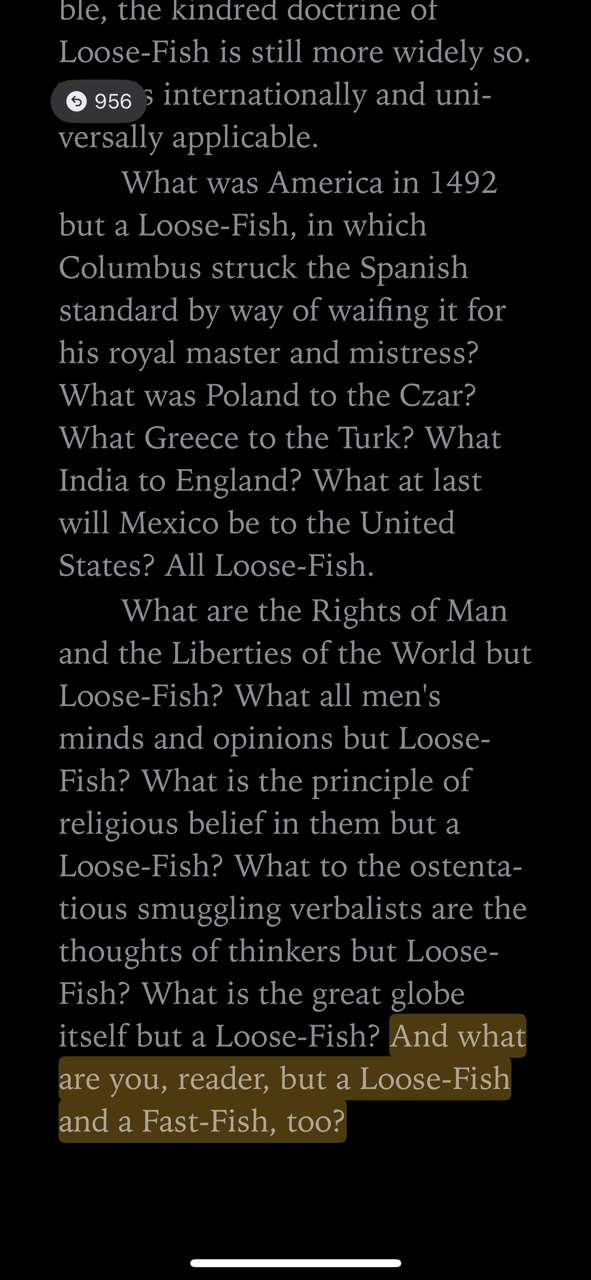 ble, the kindred doctrine of
Loose-Fish is still more widely so.
956
s internationally and uni-
versally applicable.
What was America in 1492
but a Loose-Fish, in which
Columbus struck the Spanish
standard by way of waifing it for
his royal master and mistress?
What was Poland to the Czar?
What Greece to the Turk? What
India to England? What at last
will Mexico be to the United
States? All Loose-Fish.
What are the Rights of Man
and the Liberties of the World but
Loose-Fish? What all men's
minds and opinions but Loose-
Fish? What is the principle of
religious belief in them but a
Loose-Fish? What to the ostenta-
tious smuggling verbalists are the
thoughts of thinkers but Loose-
Fish? What is the great globe
itself but a Loose-Fish? And what
are you, reader, but a Loose-Fish
and a Fast-Fish, too?